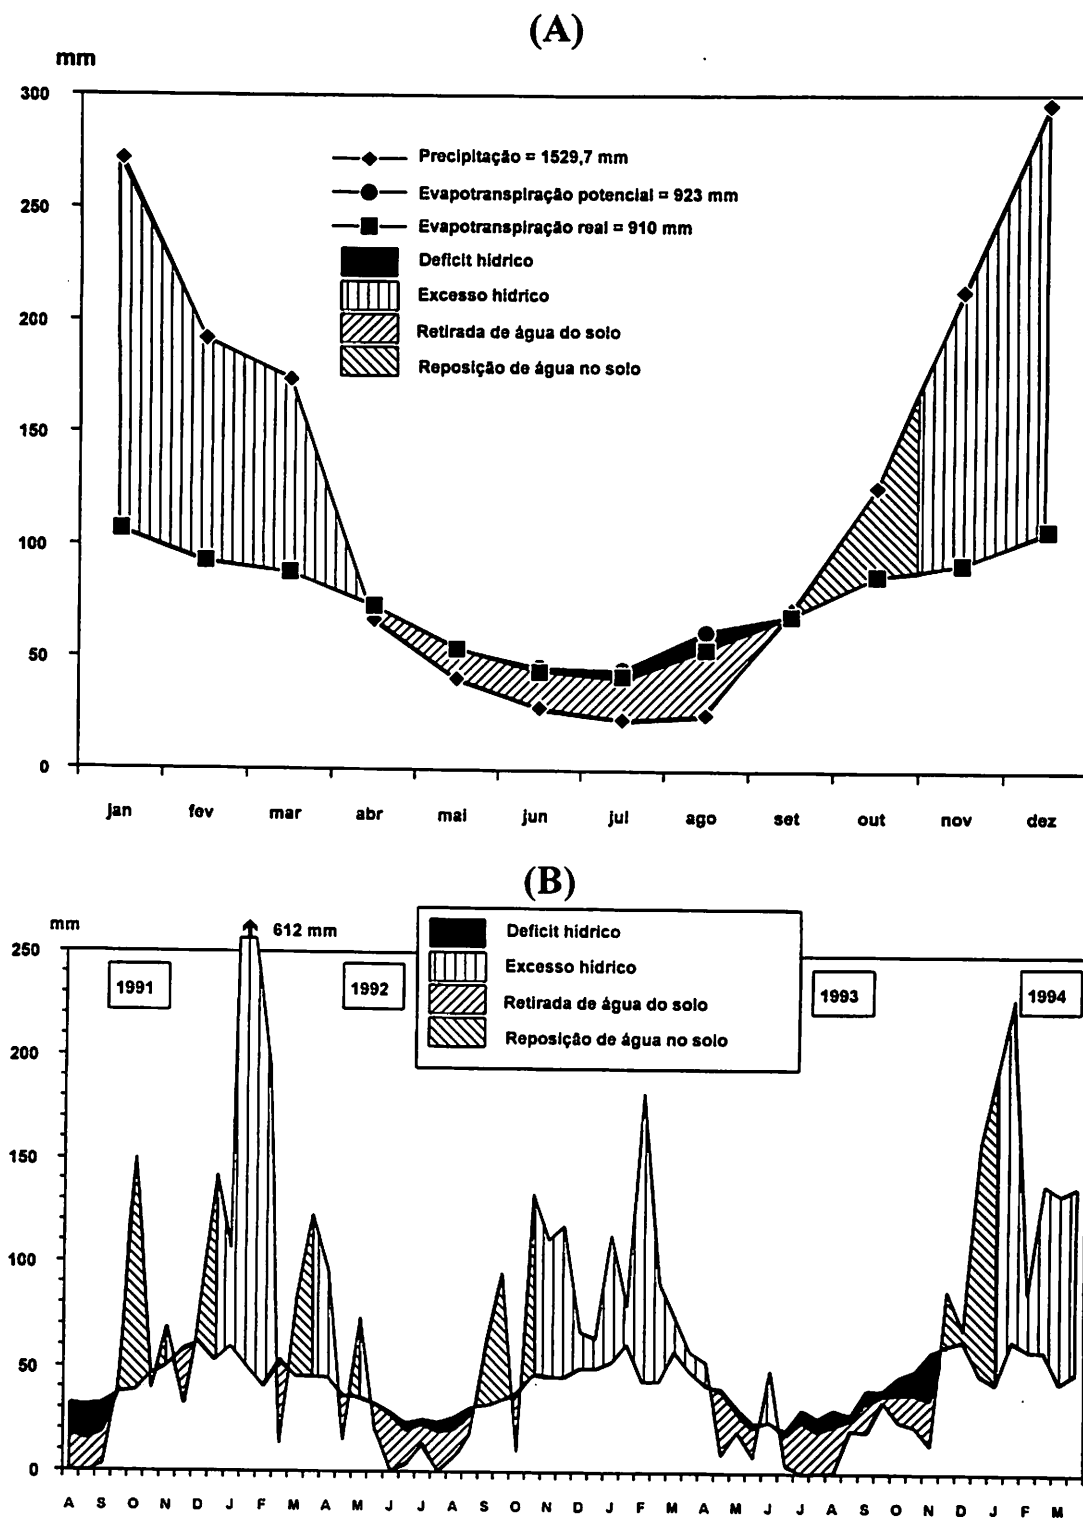 (A)
mm
300
250
200
150
100
50
0
Precipitação = 1529,7 mm
Evapotranspiração potencial = 923 mm
Evapotranspiração real = 910 mm
Deficit hídrico
Excesso hídrico
Retirada de água do solo
Reposição de água no solo
jan fev mar abr mai jun jul ago set out nov dez
(B)
mm
612 mm
250
200
150
100
50
0
Deficit hídrico
Excesso hídrico
Retirada de água do solo
Reposição de água no solo
1991 1992 1993 1994
A S O N D J F M A M J J A S O N D J F M A M J J A S O N D J F M